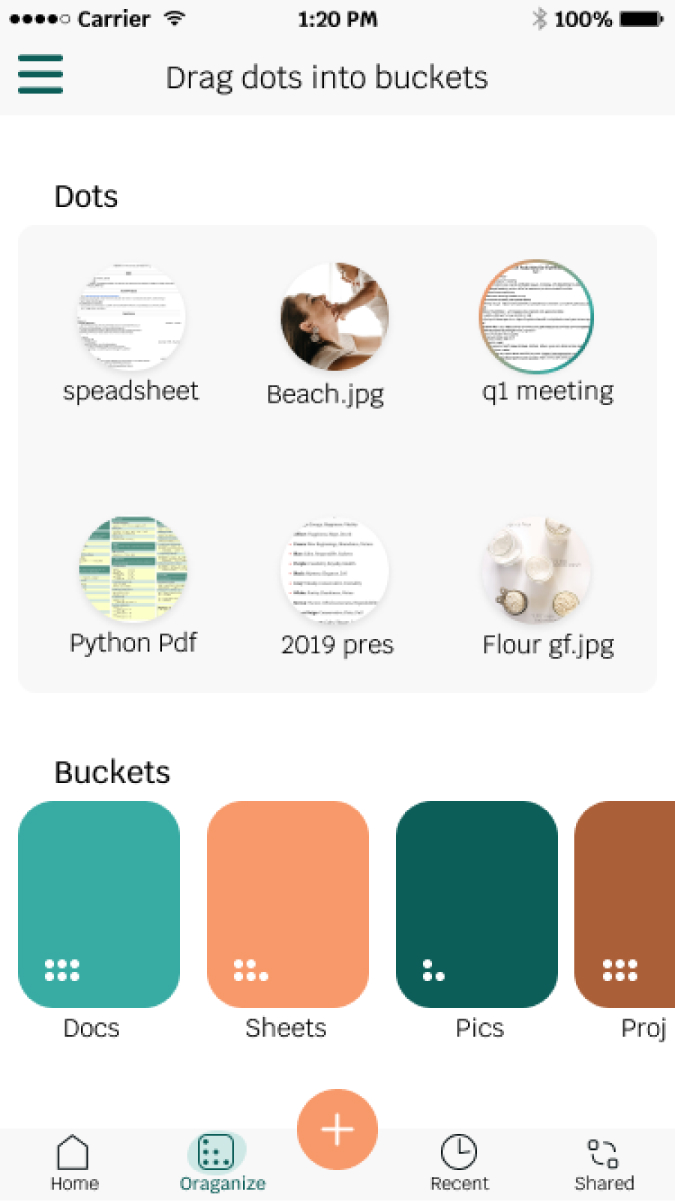 Carrier 1:20 PM 100%
Drag dots into buckets
Dots
speadsheet Beach.jpg q1 meeting
Python Pdf 2019 pres Flour gf.jpg
Buckets
Docs Sheets Pics Proj
Home Oraganize Recent Shared